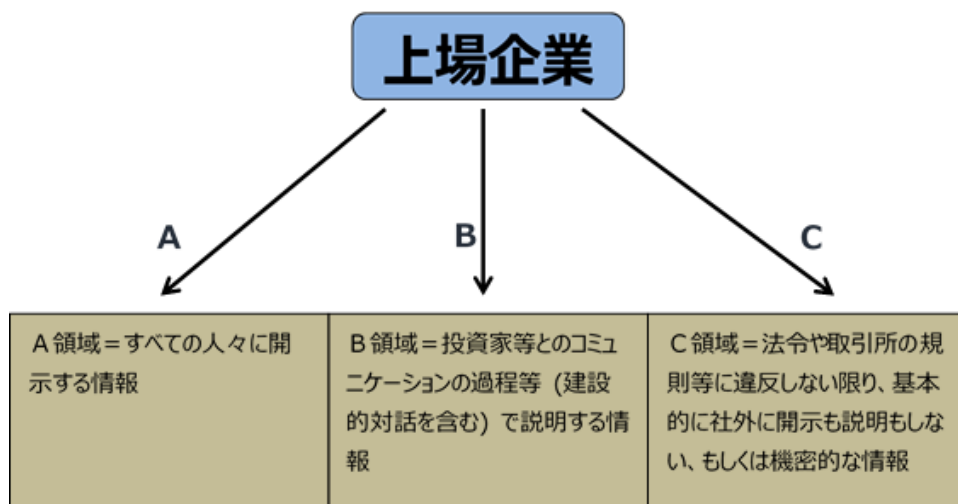 上場企業
A
B
C
A領域=すべての人々に開
示する情報
B領域=投資家等とのコミュ
ニケーションの過程等 (建設
的対話を含む) で説明する情
報
C領域=法令や取引所の規
則等に違反しない限り、基本
的に社外に開示も説明もしな
い、もしくは機密的な情報